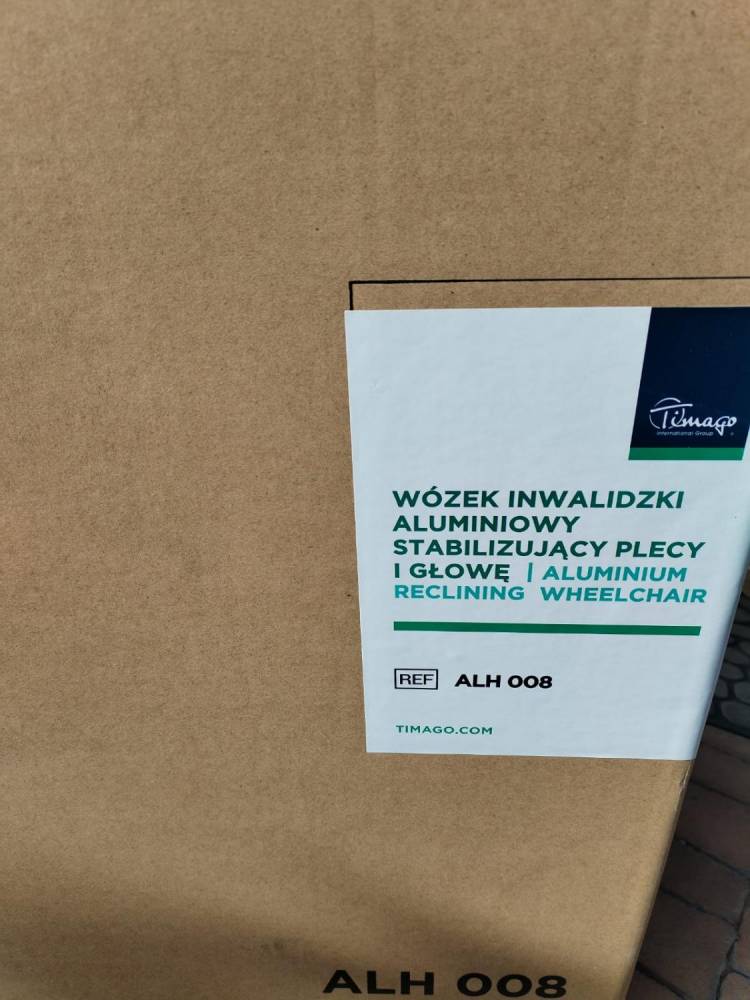 Timago
International Group
WÓZEK INWALIDZKI
ALUMINIOWY
STABILIZUJĄCY PLECY
I GŁOWĘ | ALUMINIUM
RECLINING WHEELCHAIR
REF ALH 008
TIMAGO.COM
ALH 008